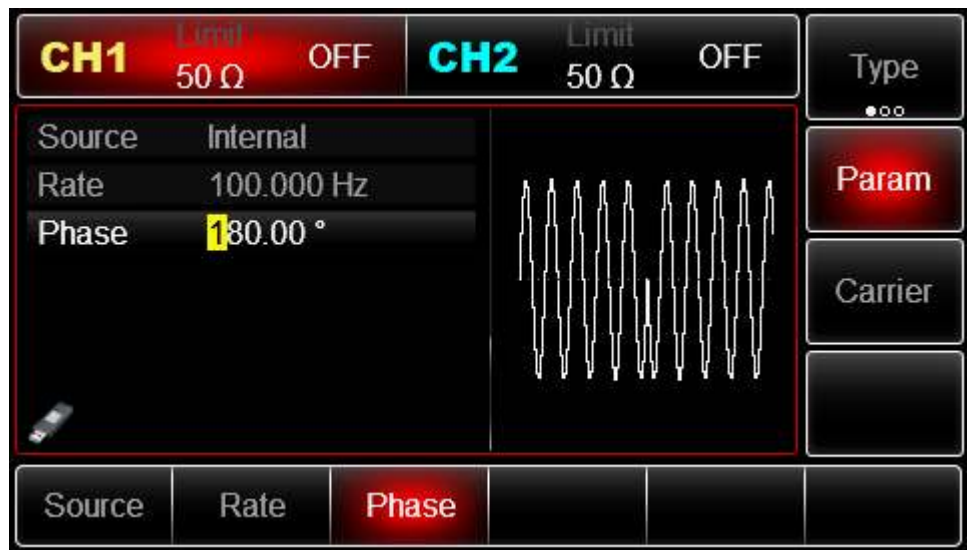 CH1 Limit 50 Ω OFF
CH2 Limit 50 Ω OFF
Type
Source Internal
Rate 100.000 Hz
Phase 180.00 °
Param
Carrier
Source Rate Phase